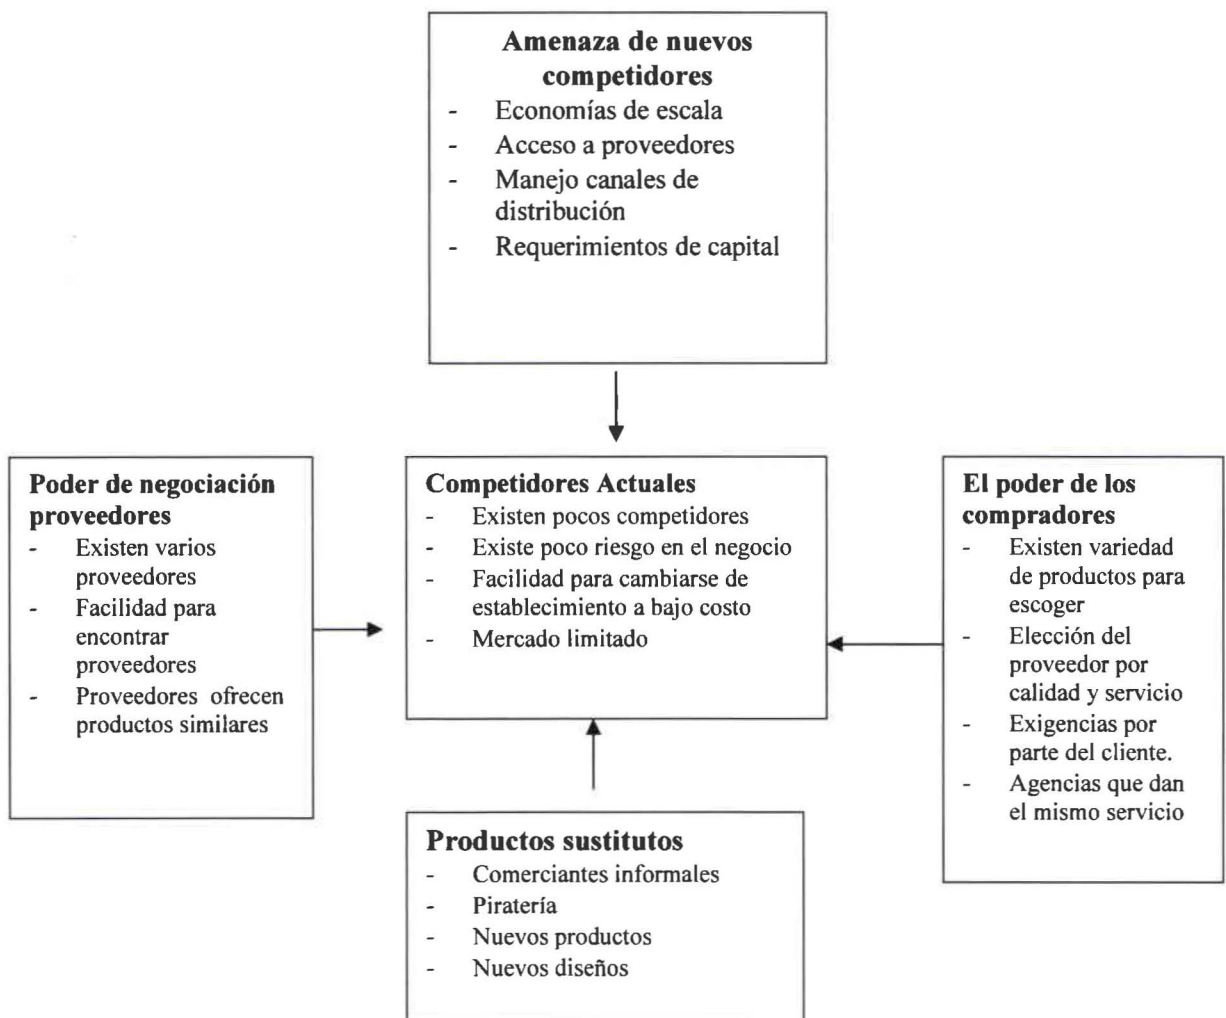 Amenaza de nuevos
competidores
- Economías de escala
- Acceso a proveedores
- Manejo canales de
distribución
- Requerimientos de capital
Poder de negociación
proveedores
- Existen varios
proveedores
- Facilidad para
encontrar
proveedores
- Proveedores ofrecen
productos similares
Competidores Actuales
- Existen pocos competidores
- Existe poco riesgo en el negocio
- Facilidad para cambiarse de
establecimiento a bajo costo
- Mercado limitado
El poder de los
compradores
- Existen variedad
de productos para
escoger
- Elección del
proveedor por
calidad y servicio
- Exigencias por
parte del cliente.
- Agencias que dan
el mismo servicio
Productos sustitutos
- Comerciantes informales
- Piratería
- Nuevos productos
- Nuevos diseños